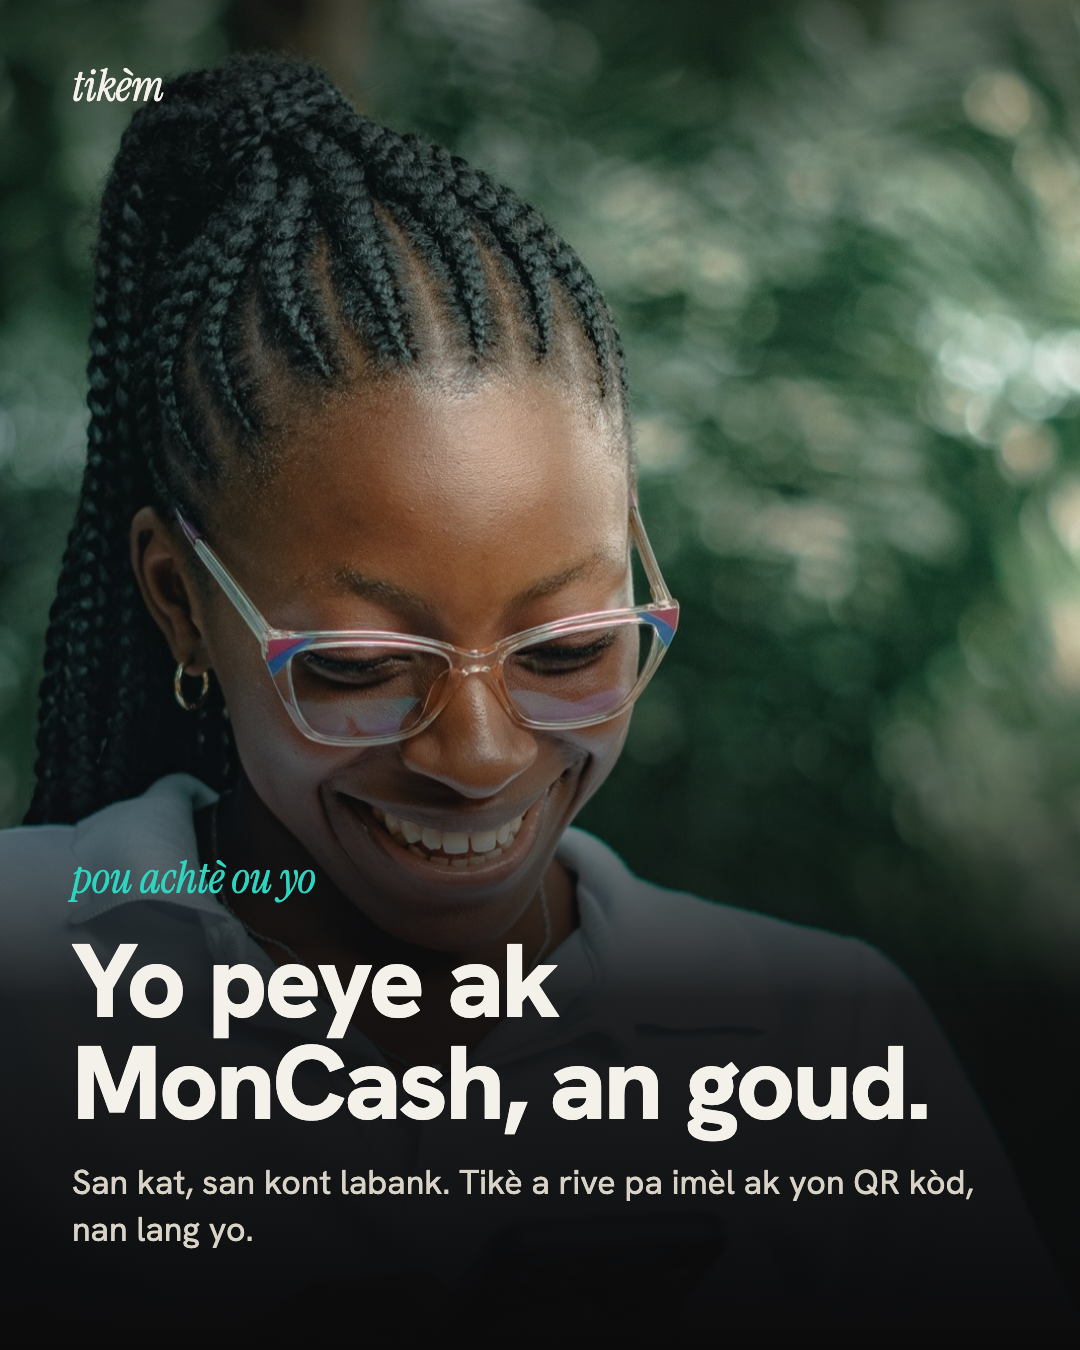 tikèm
pou achtè ou yo
Yo peye ak
MonCash, an goud.
San kat, san kont labank. Tikè a rive pa imèl ak yon QR kòd,
nan lang yo.